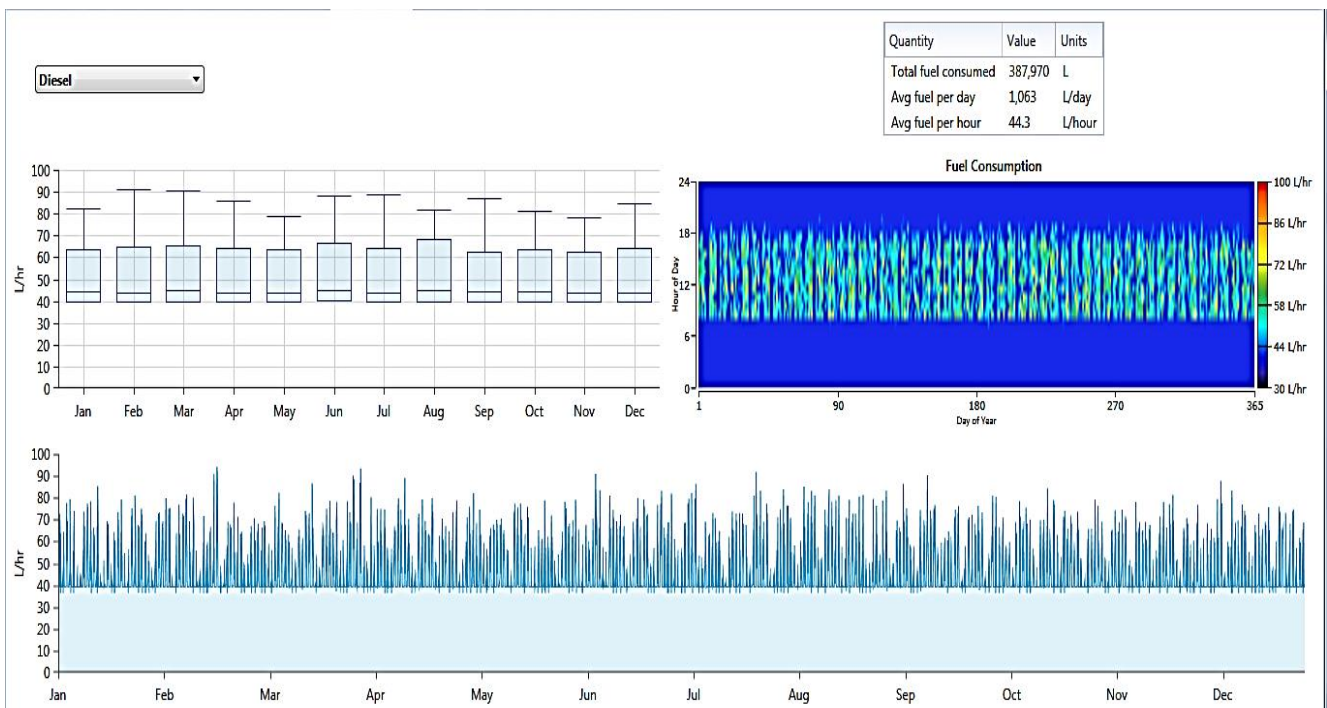 Quantity Value Units
Total fuel consumed 387,970 L
Avg fuel per day 1,063 L/day
Avg fuel per hour 44.3 L/hour
Diesel
100
90
80
70
60
50
40
30
20
10
0
L/hr
Jan Feb Mar Apr May Jun Jul Aug Sep Oct Nov Dec
Fuel Consumption
24
18
12
6
0
Hour of Day
1 90 180 270 365
Day of Year
100 L/hr
86 L/hr
72 L/hr
58 L/hr
44 L/hr
30 L/hr
100
90
80
70
60
50
40
30
20
10
0
L/hr
Jan Feb Mar Apr May Jun Jul Aug Sep Oct Nov Dec